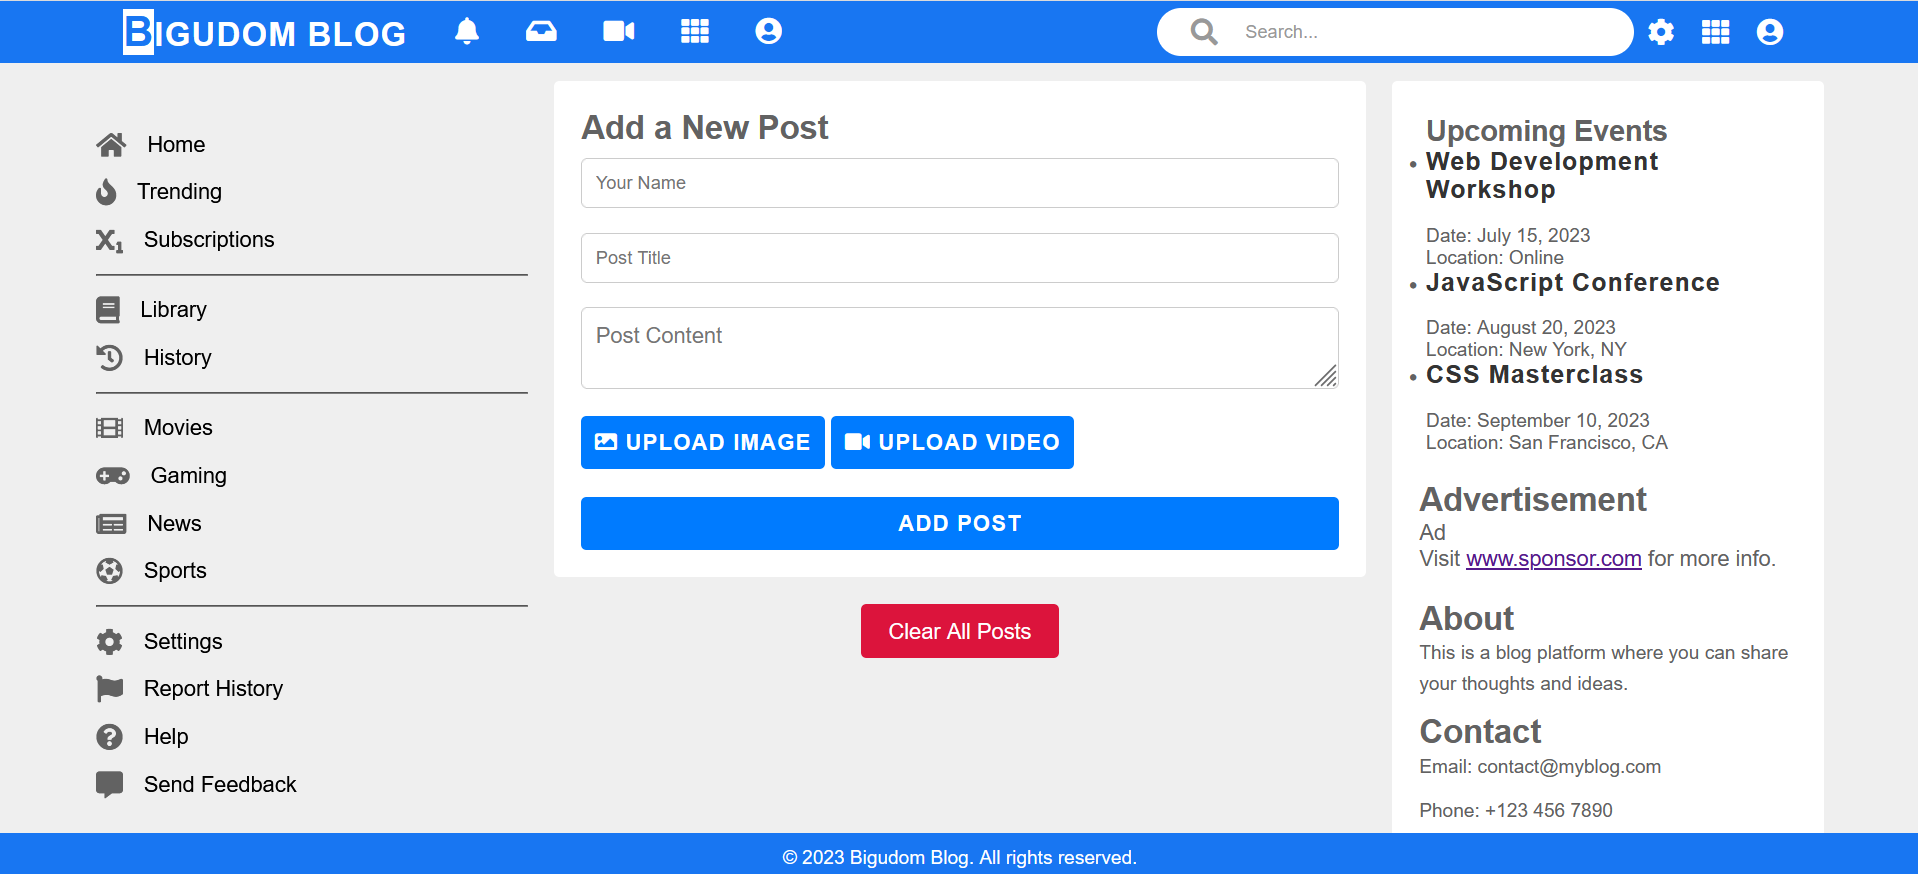 BIGUDOM BLOG
Search...
Home
Trending
Subscriptions
Library
History
Movies
Gaming
News
Sports
Settings
Report History
Help
Send Feedback
Add a New Post
Your Name
Post Title
Post Content
UPLOAD IMAGE
UPLOAD VIDEO
ADD POST
Clear All Posts
Upcoming Events
• Web Development
Workshop
Date: July 15, 2023
Location: Online
• JavaScript Conference
Date: August 20, 2023
Location: New York, NY
• CSS Masterclass
Date: September 10, 2023
Location: San Francisco, CA
Advertisement
Ad
Visit www.sponsor.com for more info.
About
This is a blog platform where you can share
your thoughts and ideas.
Contact
Email: contact@myblog.com
Phone: +123 456 7890
© 2023 Bigudom Blog. All rights reserved.